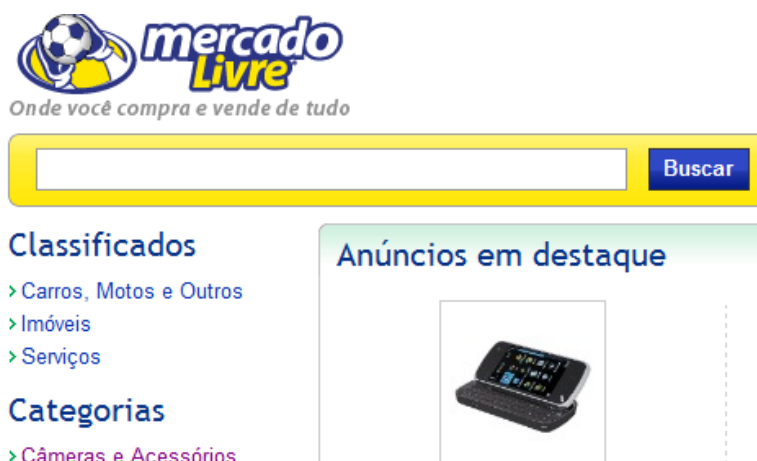 mercado
Livre
Onde você compra e vende de tudo
Buscar
Classificados
Carros, Motos e Outros
Imóveis
Serviços
Categorias
Câmeras e Acessórios
Anúncios em destaque